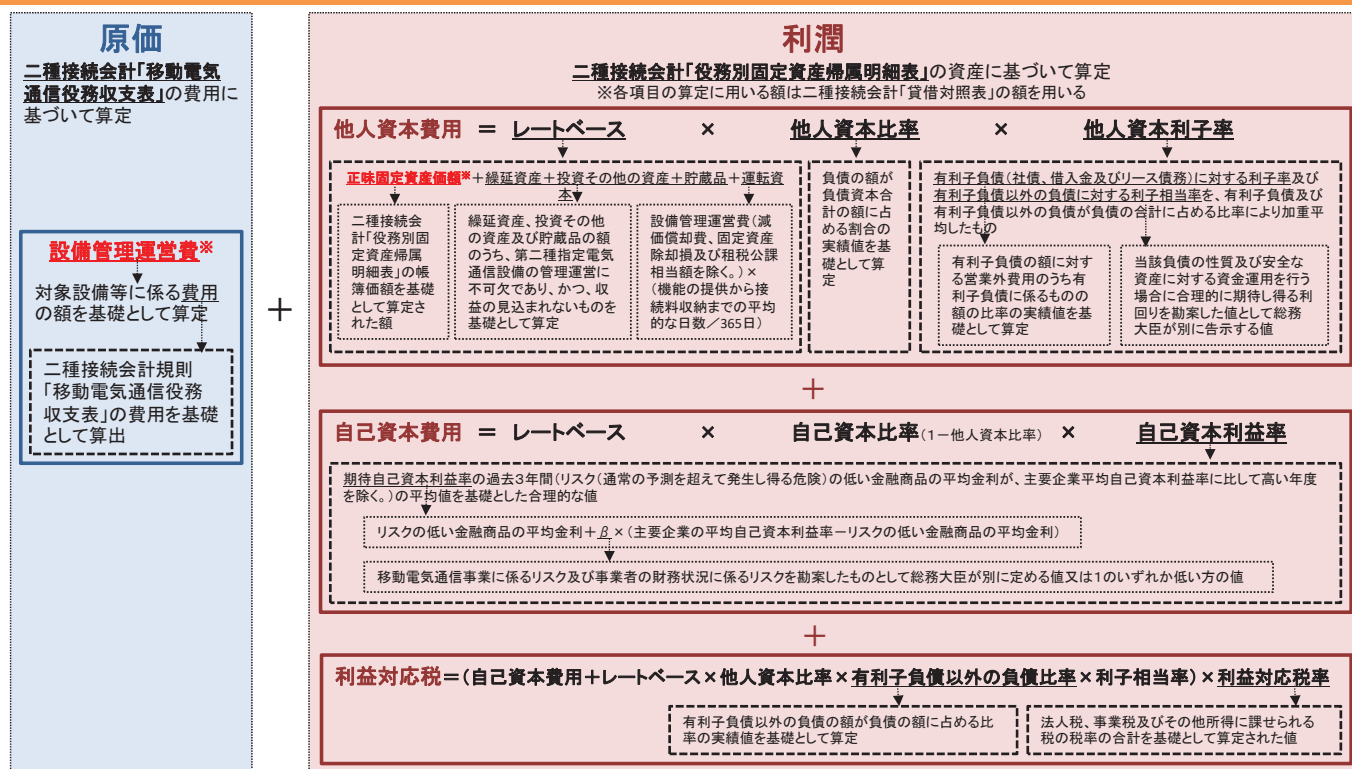 原価
二種接続会計「移動電気
通信役務収支表」の費用に
基づいて算定
設備管理運営費※
対象設備等に係る費用
の額を基礎として算定
二種接続会計規則
「移動電気通信役務
収支表」の費用を基礎
として算出
＋
利潤
二種接続会計「役務別固定資産帰属明細表」の資産に基づいて算定
※各項目の算定に用いる額は二種接続会計「貸借対照表」の額を用いる
他人資本費用 ＝ レートベース × 他人資本比率 × 他人資本利子率
正味固定資産価額※＋繰延資産＋投資その他の資産＋貯蔵品＋運転資
本
二種接続会
計「役務別固
定資産帰属
明細表」の帳
簿価額を基礎
として算定さ
れた額
繰延資産、投資その他
の資産及び貯蔵品の額
のうち、第二種指定電気
通信設備の管理運営に
不可欠であり、かつ、収
益の見込まれないものを
基礎として算定
設備管理運営費（減
価償却費、固定資産
除却損及び租税公課
相当額を除く。）×
（機能の提供から接
続料収納までの平均
的な日数／365日）
負債の額が
負債資本合
計の額に占
める割合の
実績値を基
礎として算
定
有利子負債（社債、借入金及びリース債務）に対する利子率及び
有利子負債以外の負債に対する利子相当率を、有利子負債及び
有利子負債以外の負債が負債の合計に占める比率により加重平
均したもの
有利子負債の額に対す
る営業外費用のうち有
利子負債に係るものの
額の比率の実績値を基
礎として算定
当該負債の性質及び安全な
資産に対する資金運用を行う
場合に合理的に期待し得る利
回りを勘案した値として総務
大臣が別に告示する値
＋
自己資本費用 ＝ レートベース × 自己資本比率（1－他人資本比率） × 自己資本利益率
期待自己資本利益率の過去３年間（リスク（通常の予測を超えて発生し得る危険）の低い金融商品の平均金利が、主要企業平均自己資本利益率に比して高い年度
を除く。）の平均値を基礎とした合理的な値
リスクの低い金融商品の平均金利＋β×（主要企業の平均自己資本利益率－リスクの低い金融商品の平均金利）
移動電気通信事業に係るリスク及び事業者の財務状況に係るリスクを勘案したものとして総務大臣が別に定める値又は１のいずれか低い方の値
＋
利益対応税＝（自己資本費用＋レートベース×他人資本比率×有利子負債以外の負債比率×利子相当率）×利益対応税率
有利子負債以外の負債の額が負債の額に占める比
率の実績値を基礎として算定
法人税、事業税及びその他所得に課せられる
税の税率の合計を基礎として算定された値